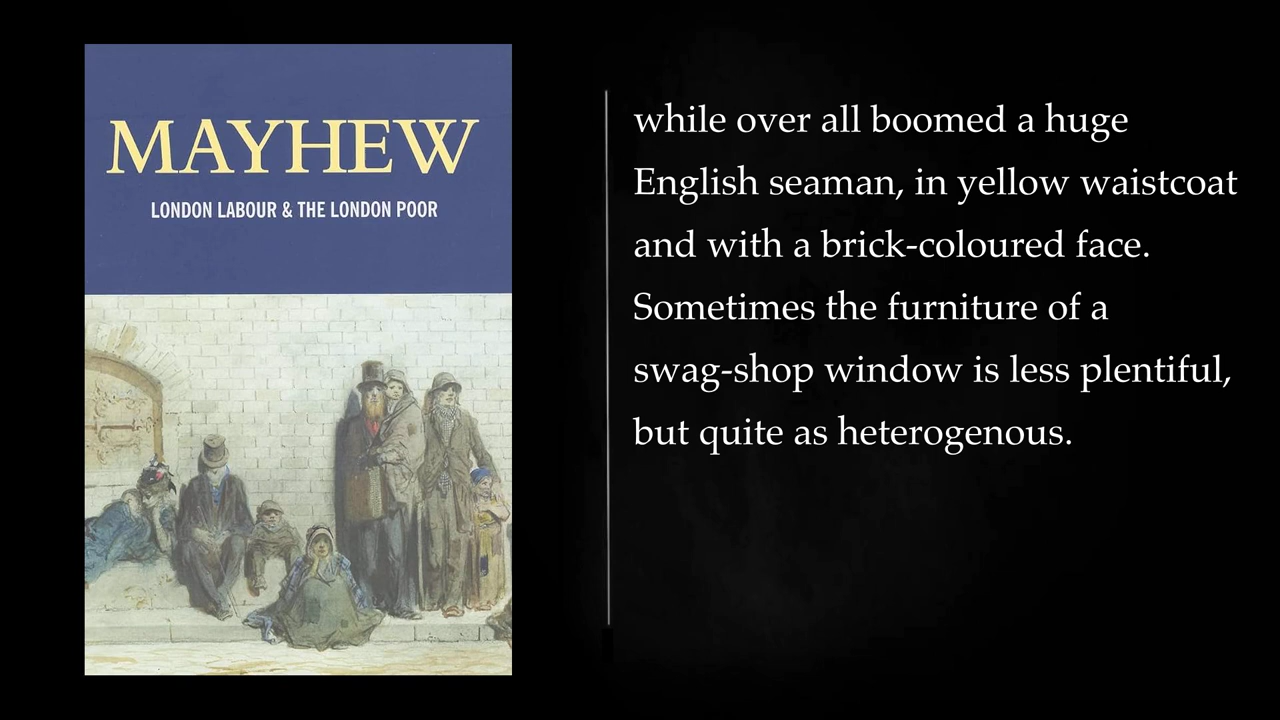 MAYHEW
LONDON LABOUR & THE LONDON POOR
while over all boomed a huge
English seaman, in yellow waistcoat
and with a brick-coloured face.
Sometimes the furniture of a
swag-shop window is less plentiful,
but quite as heterogenous.